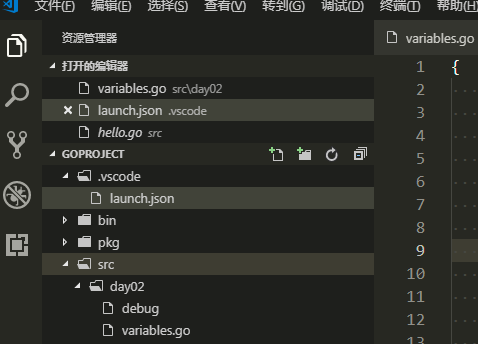 文件(F) 编辑(E) 选择(S) 查看(V) 转到(G) 调试(D) 终端(T) 帮助(H)
资源管理器
打开的编辑器
variables.go src\day02
launch.json .vscode
hello.go src
GOPROJECT
.vscode
launch.json
bin
pkg
src
day02
debug
variables.go
variables.go
1 {
2
3
4
5
6
7
8
9
10
11
12
13